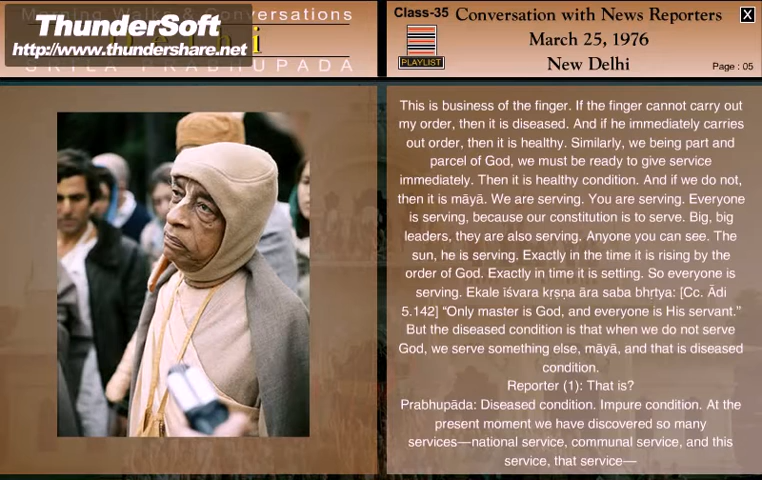 Morning Walks & Conversations
ThunderSoft
http://www.thundershare.net
SRILA PRABHUPADA
Class-35
PLAYLIST
Conversation with News Reporters
March 25, 1976
New Delhi
X
Page : 05
This is business of the finger. If the finger cannot carry out
my order, then it is diseased. And if he immediately carries
out order, then it is healthy. Similarly, we being part and
parcel of God, we must be ready to give service
immediately. Then it is healthy condition. And if we do not,
then it is māyā. We are serving. You are serving. Everyone
is serving, because our constitution is to serve. Big, big
leaders, they are also serving. Anyone you can see. The
sun, he is serving. Exactly in the time it is rising by the
order of God. Exactly in time it is setting. So everyone is
serving. Ekale īśvara kṛṣṇa āra saba bhṛtya: [Cc. Ādi
5.142] “Only master is God, and everyone is His servant.”
But the diseased condition is that when we do not serve
God, we serve something else, māyā, and that is diseased
condition.
Reporter (1): That is?
Prabhupāda: Diseased condition. Impure condition. At the
present moment we have discovered so many
services—national service, communal service, and this
service, that service—